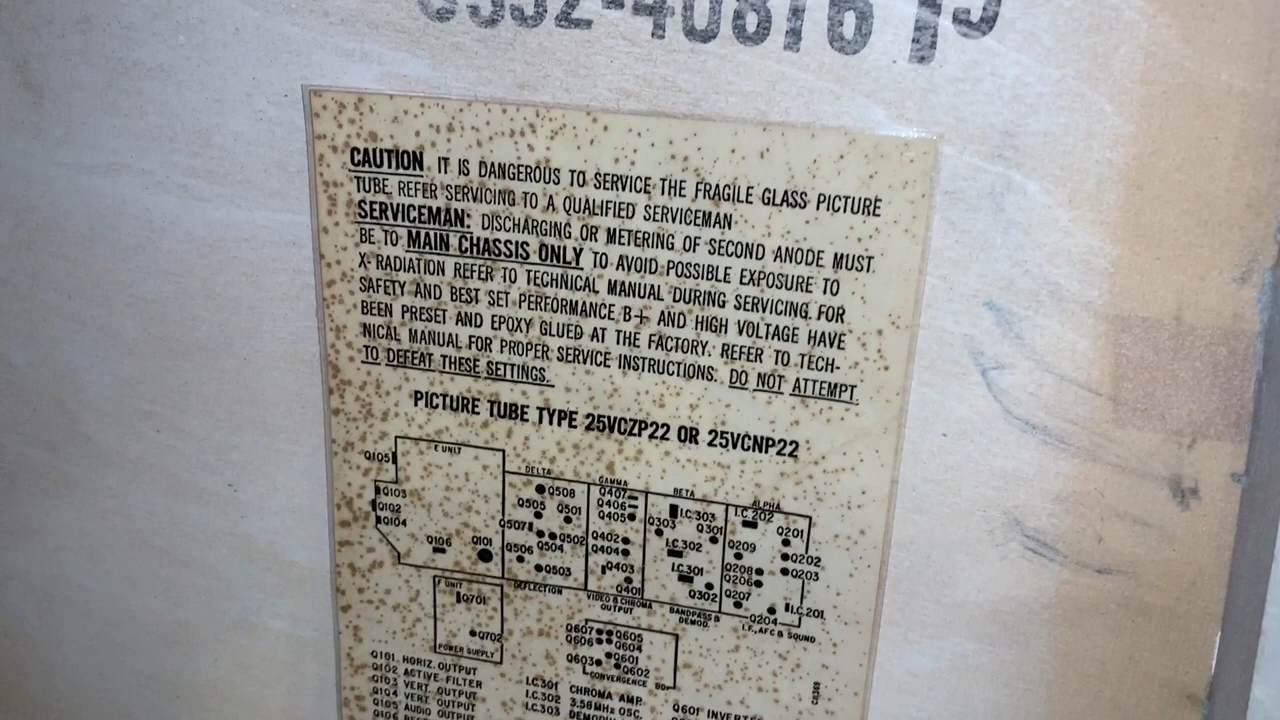 CAUTION IT IS DANGEROUS TO SERVICE THE FRAGILE GLASS PICTURE
TUBE. REFER SERVICING TO A QUALIFIED SERVICEMAN
SERVICEMAN: DISCHARGING OR METERING OF SECOND ANODE MUST
BE TO MAIN CHASSIS ONLY TO AVOID POSSIBLE EXPOSURE TO
X-RADIATION REFER TO TECHNICAL MANUAL DURING SERVICING. FOR
SAFETY AND BEST SET PERFORMANCE B+ AND HIGH VOLTAGE HAVE
BEEN PRESET AND EPOXY GLUED AT THE FACTORY. REFER TO TECH-
NICAL MANUAL FOR PROPER SERVICE INSTRUCTIONS. DO NOT ATTEMPT
TO DEFEAT THESE SETTINGS.
PICTURE TUBE TYPE 25VCZP22 OR 25VCNP22
E UNIT
Q105
Q103
Q102
Q104
Q106
Q101
DELTA
Q508
Q505
Q501
Q507
Q502
Q504
Q506
Q503
DEFLECTION
GAMMA
Q407
Q406
Q405
Q402
Q404
Q403
Q401
VIDEO & CHROMA
OUTPUT
BETA
I.C.303
Q303
Q301
I.C.302
I.C.301
Q302
BANDPASS &
DEMOD.
ALPHA
I.C.202
Q201
Q209
Q202
Q208
Q203
Q206
Q207
I.C.201
Q204
I.F., AFC & SOUND
F UNIT
Q701
Q702
POWER SUPPLY
Q607
Q605
Q606
Q604
Q601
Q603
Q602
CONVERGENCE BD.
Q101 HORIZ. OUTPUT
Q102 ACTIVE FILTER
Q103 VERT. OUTPUT
Q104 VERT. OUTPUT
Q105 AUDIO OUTPUT
Q106
I.C.301 CHROMA AMP.
I.C.302 3.58MHz OSC.
I.C.303
Q601